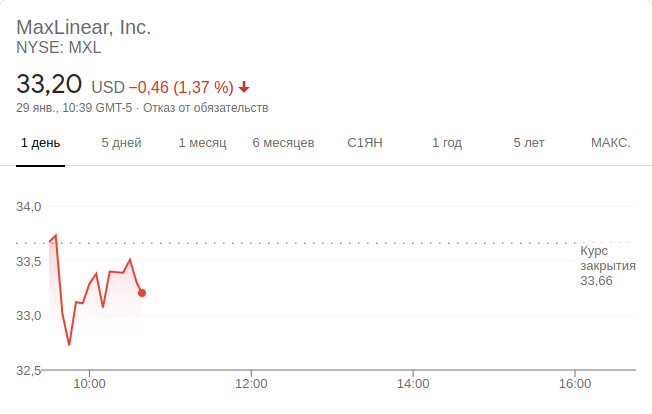 MaxLinear, Inc.
NYSE: MXL
33,20 USD −0,46 (1,37 %)
29 янв., 10:39 GMT-5 · Отказ от обязательств
1 день 5 дней 1 месяц 6 месяцев С1ЯН 1 год 5 лет МАКС.
34,0
Курс
закрытия
33,66
33,5
33,0
32,5
10:00 12:00 14:00 16:00